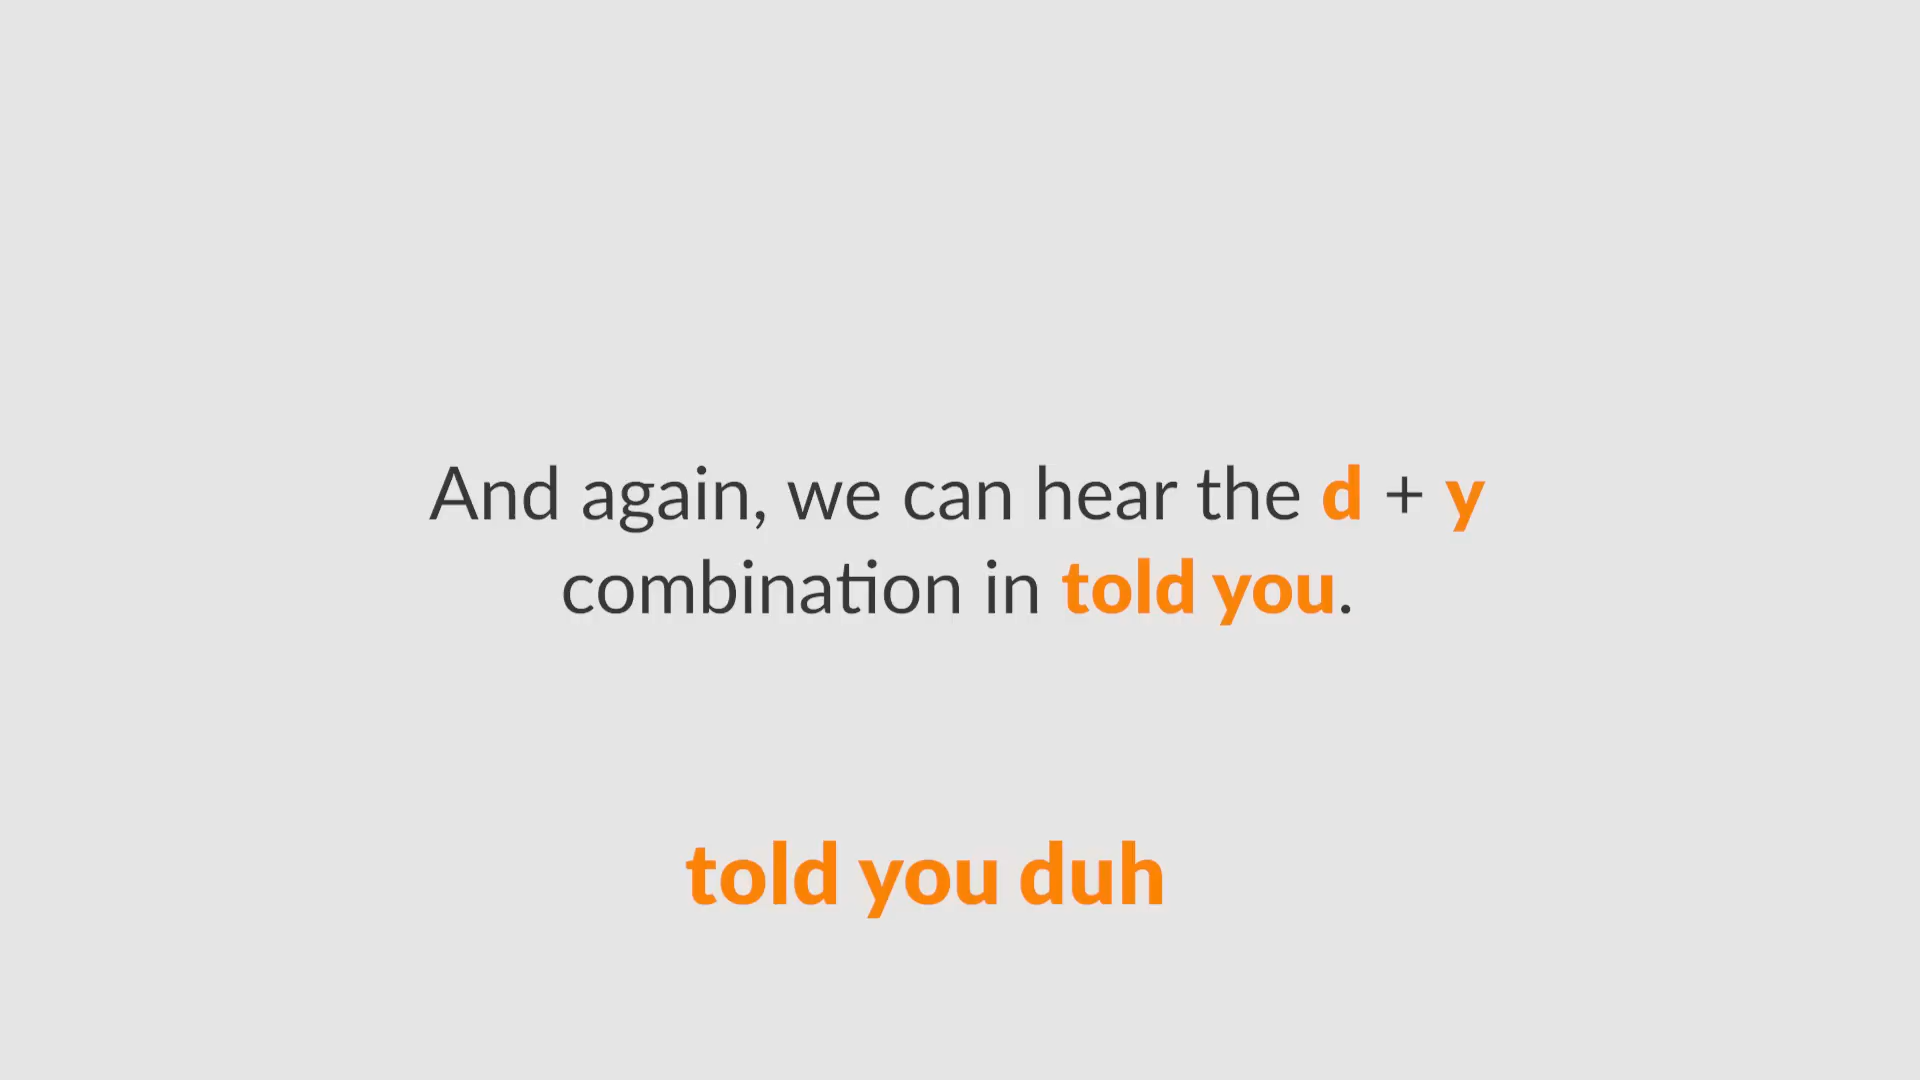 And again, we can hear the d + y
combination in told you.
told you duh